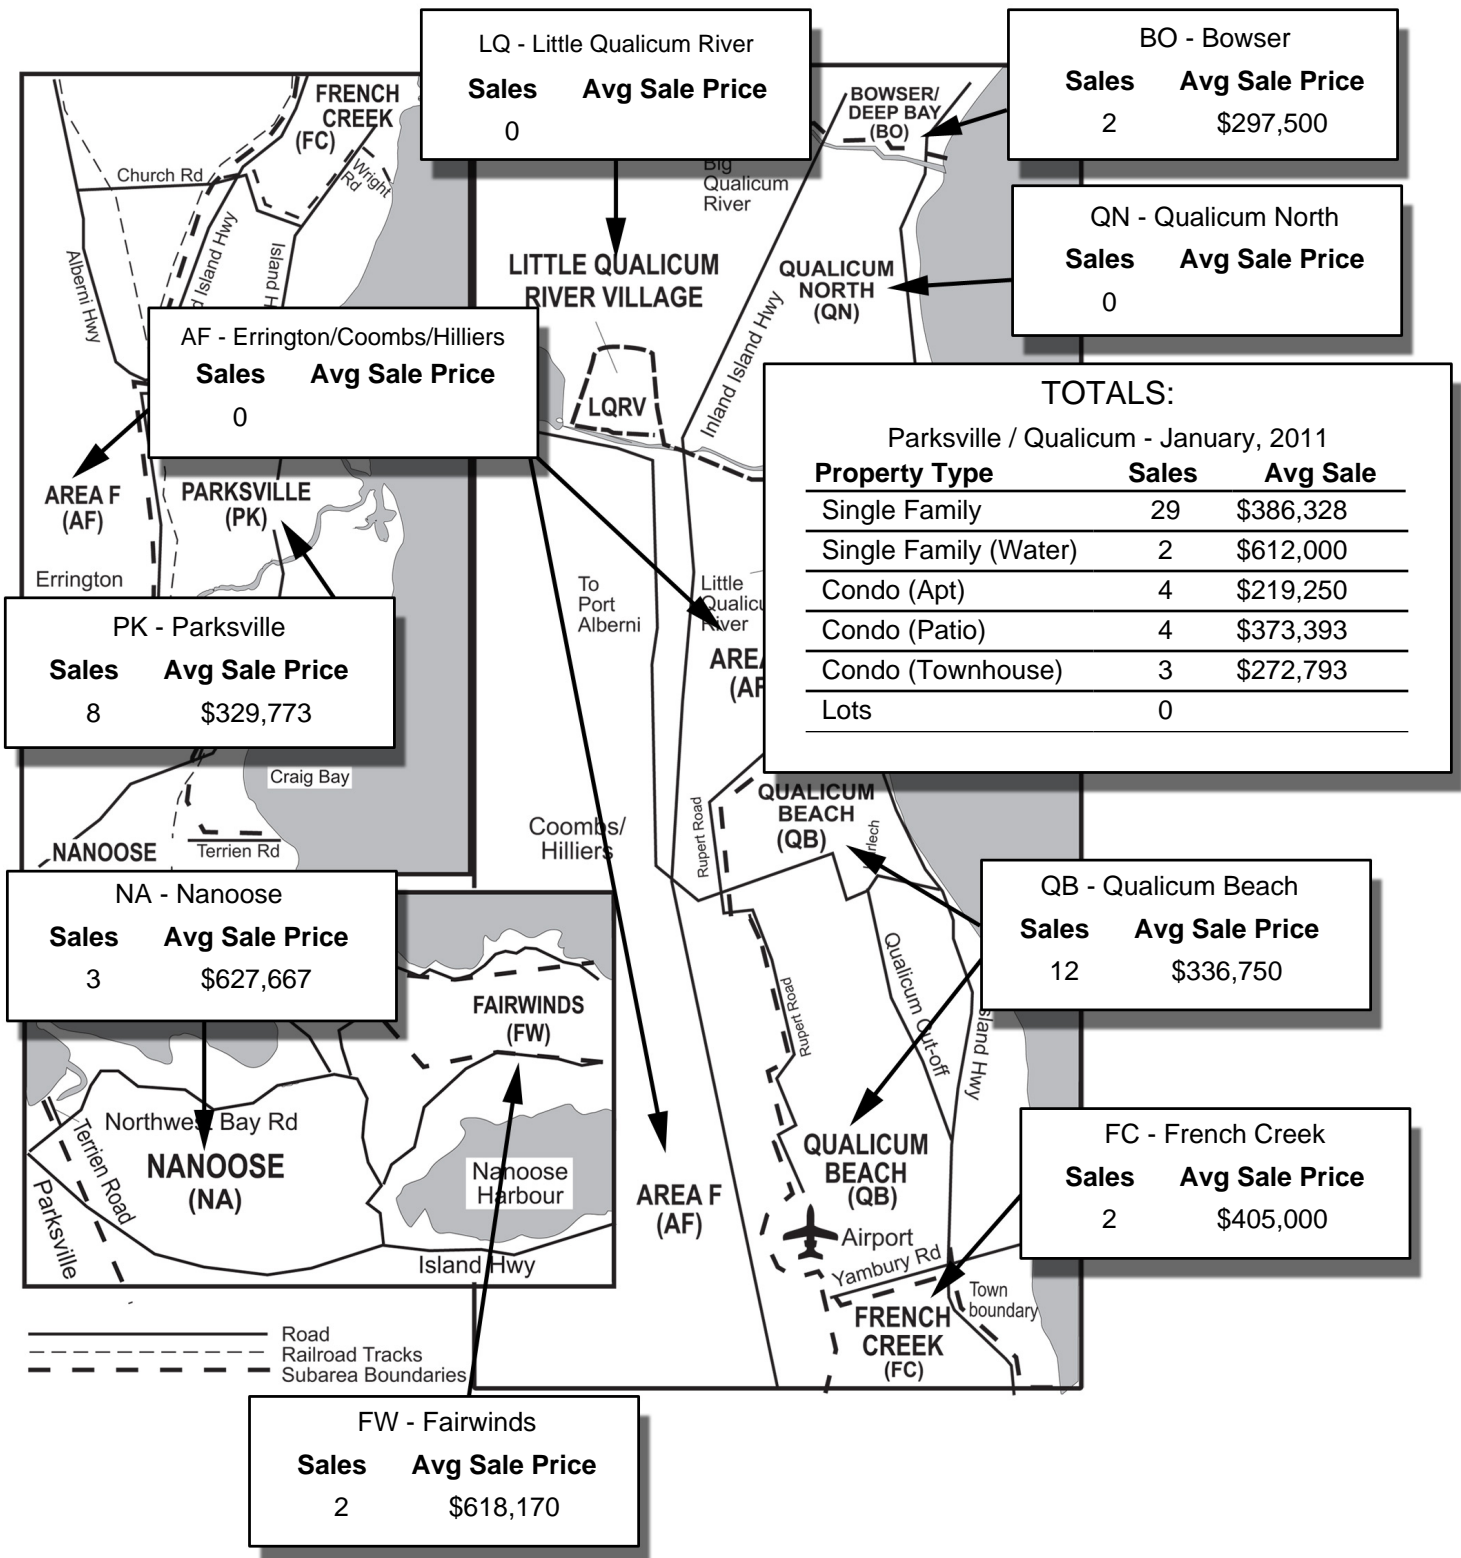 LQ - Little Qualicum River
Sales Avg Sale Price
0
BO - Bowser
Sales Avg Sale Price
2 $297,500
FRENCH
CREEK
(FC)
BOWSER/
DEEP BAY
(BO)
Church Rd
Wright
Rd
Big
Qualicum
River
QN - Qualicum North
Sales Avg Sale Price
0
Alberni Hwy
Island Hwy
Island H
LITTLE QUALICUM
RIVER VILLAGE
QUALICUM
NORTH
(QN)
Inland Island Hwy
AF - Errington/Coombs/Hilliers
Sales Avg Sale Price
0
LQRV
TOTALS:
Parksville / Qualicum - January, 2011
Property Type Sales Avg Sale
Single Family 29 $386,328
Single Family (Water) 2 $612,000
Condo (Apt) 4 $219,250
Condo (Patio) 4 $373,393
Condo (Townhouse) 3 $272,793
Lots 0
AREA F
(AF)
PARKSVILLE
(PK)
Errington
To
Port
Alberni
Little
Qualicu
River
AREA
(AF
PK - Parksville
Sales Avg Sale Price
8 $329,773
Craig Bay
NANOOSE
Terrien Rd
Coombs/
Hilliers
Rupert Road
QUALICUM
BEACH
(QB)
NA - Nanoose
Sales Avg Sale Price
3 $627,667
QB - Qualicum Beach
Sales Avg Sale Price
12 $336,750
Qualicum Cut-off
Rupert Road
sland Hwy
FAIRWINDS
(FW)
Northwest Bay Rd
Terrien Road
Parksville
NANOOSE
(NA)
Nanoose
Harbour
Island Hwy
AREA F
(AF)
QUALICUM
BEACH
(QB)
Airport
Yambury Rd
FC - French Creek
Sales Avg Sale Price
2 $405,000
Town
boundary
FRENCH
CREEK
(FC)
Road
Railroad Tracks
Subarea Boundaries
FW - Fairwinds
Sales Avg Sale Price
2 $618,170